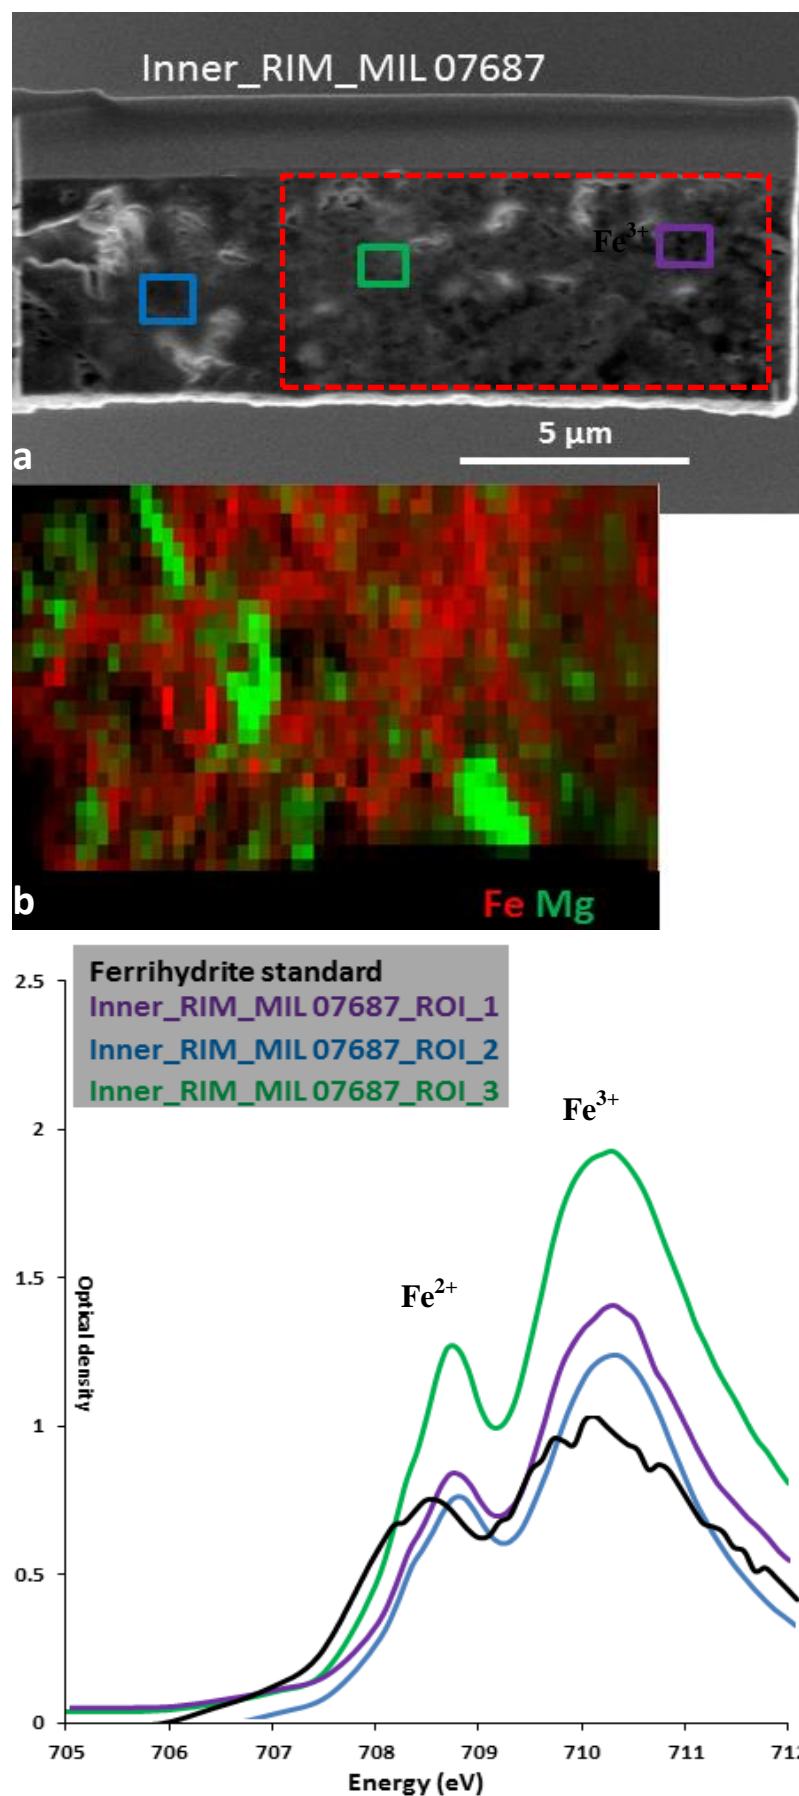 Inner_RIM_MIL 07687
Fe³⁺
5 µm
a
b
Fe Mg
Ferrihydrite standard
Inner_RIM_MIL 07687_ROI_1
Inner_RIM_MIL 07687_ROI_2
Inner_RIM_MIL 07687_ROI_3
2.5
2
1.5
1
0.5
0
Fe³⁺
Fe²⁺
Optical density
705 706 707 708 709 710 711 712
Energy (eV)